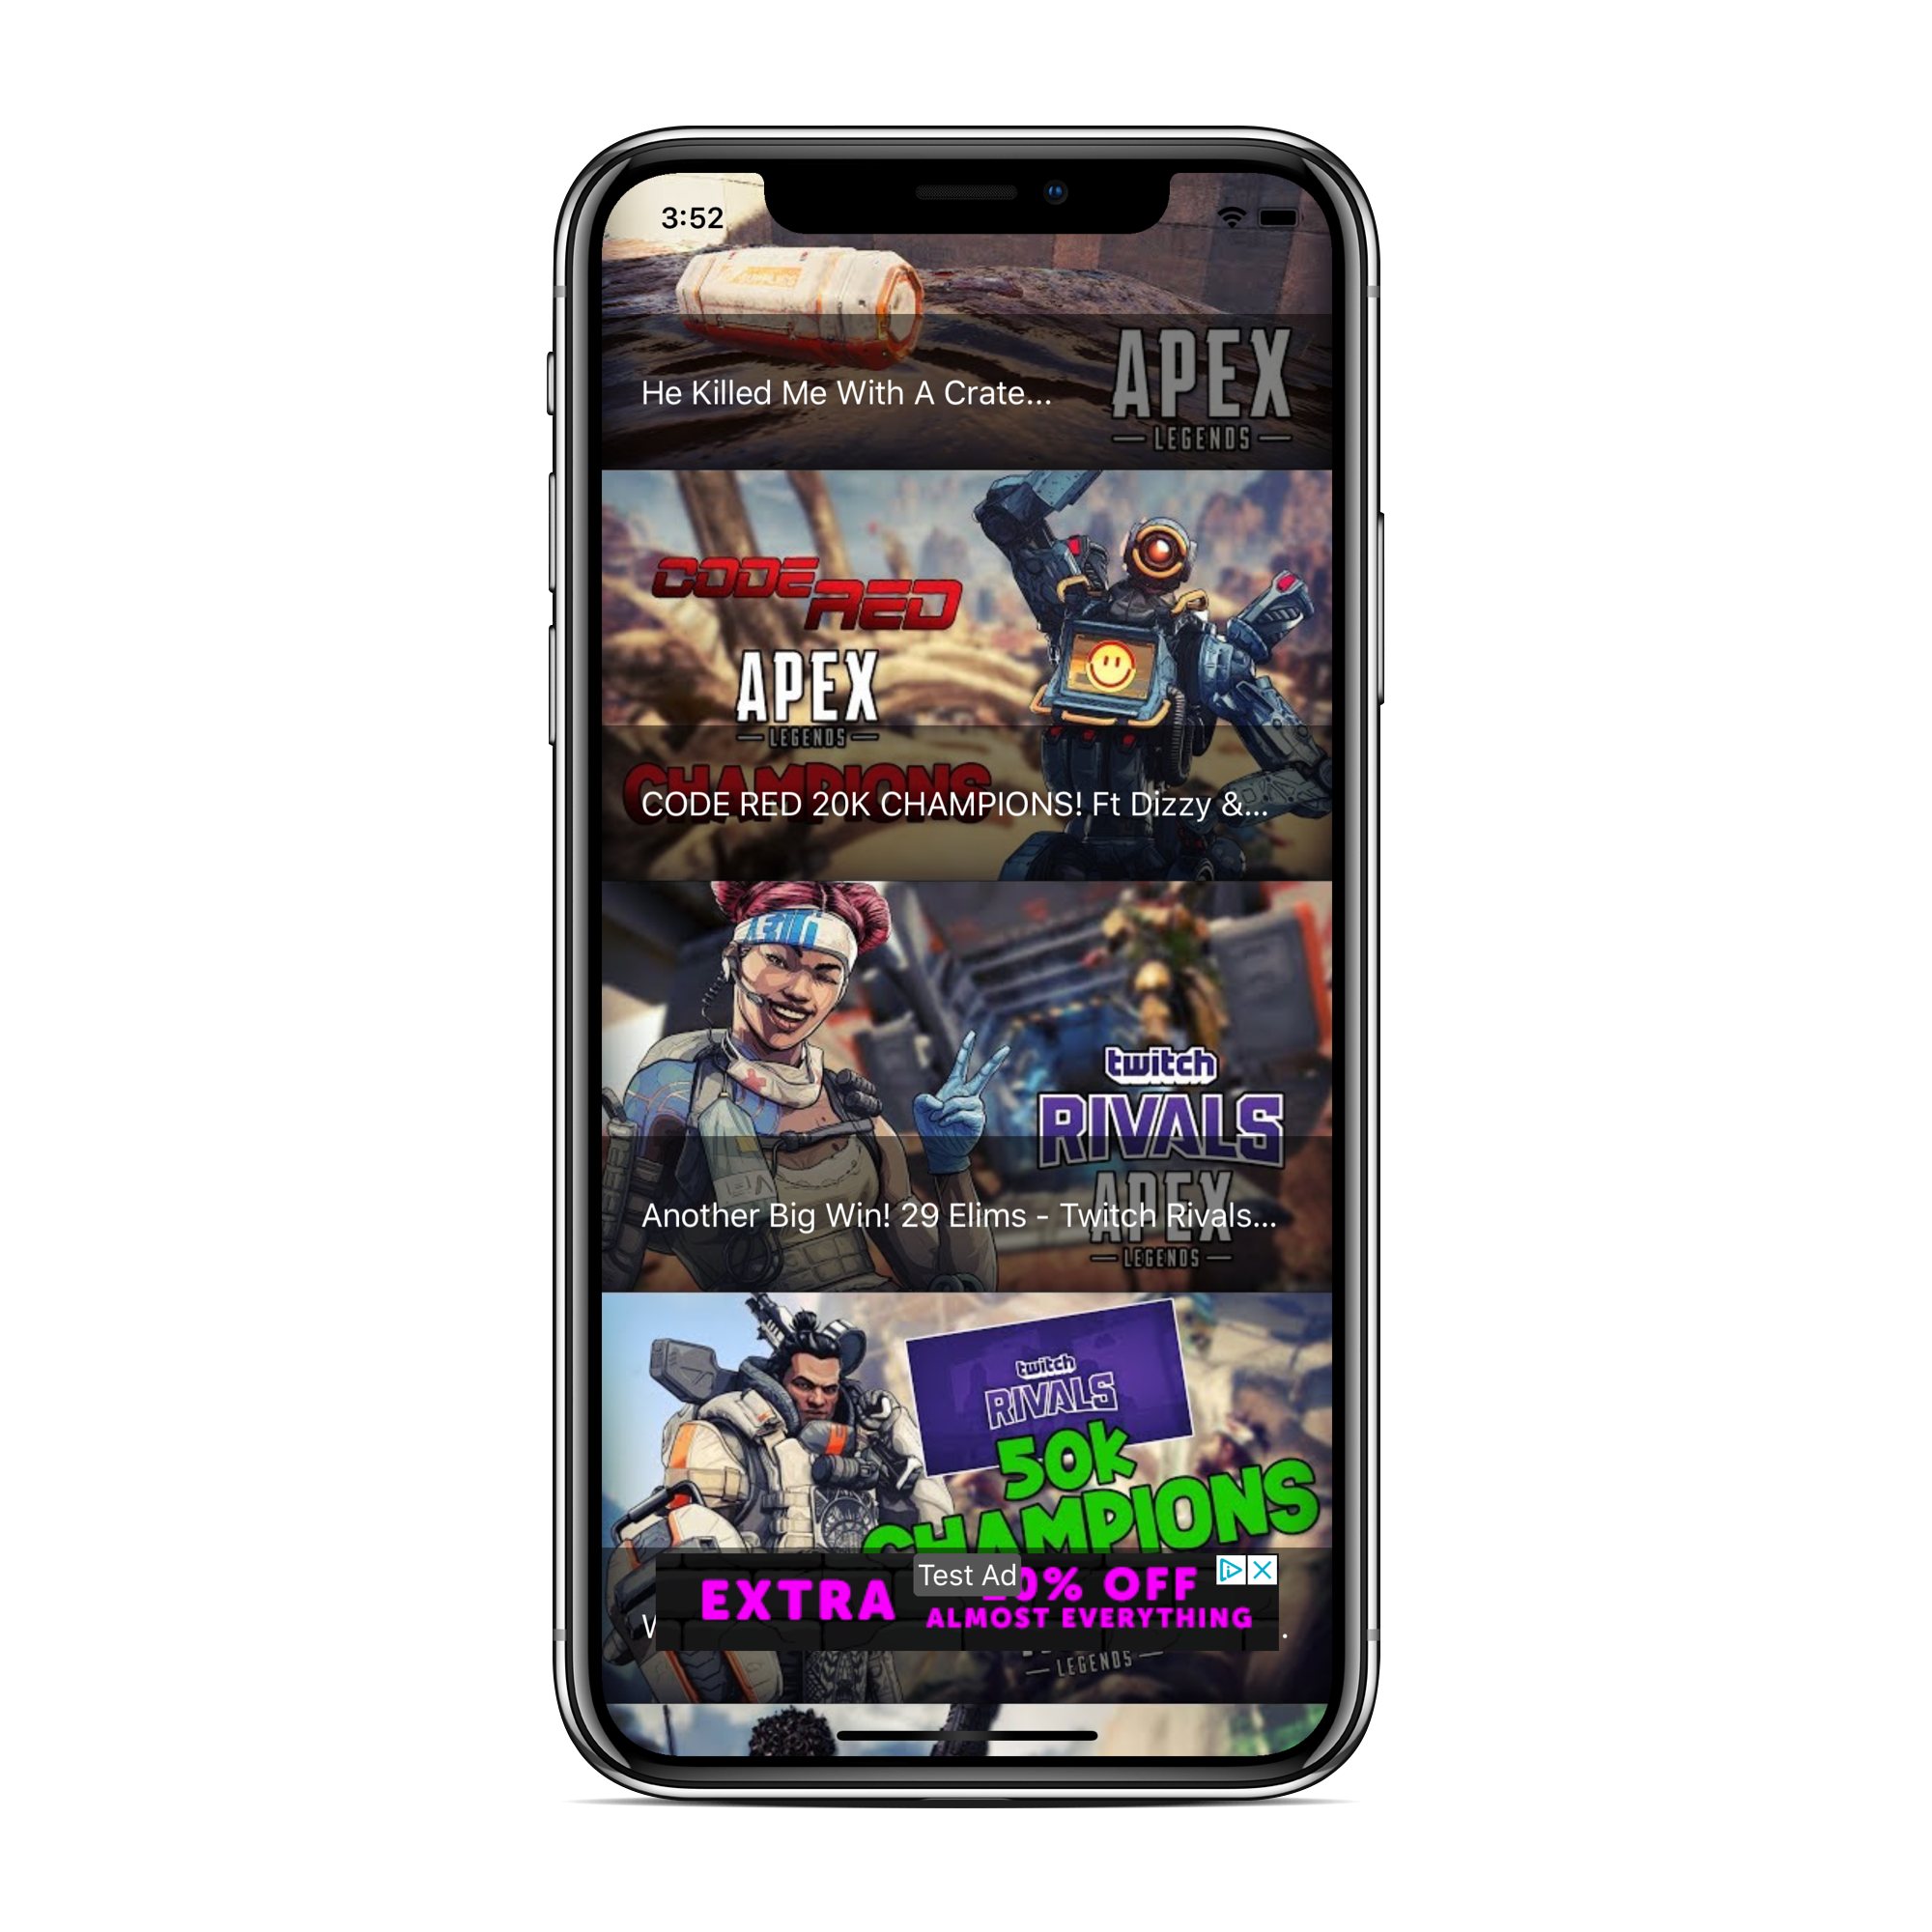 3:52
APEX
LEGENDS
He Killed Me With A Crate...
CODE RED
APEX
LEGENDS
CHAMPIONS
CODE RED 20K CHAMPIONS! Ft Dizzy &...
twitch
RIVALS
APEX
LEGENDS
Another Big Win! 29 Elims - Twitch Rivals...
twitch
RIVALS
50k
CHAMPIONS
Test Ad
EXTRA
0% OFF
ALMOST EVERYTHING
LEGENDS